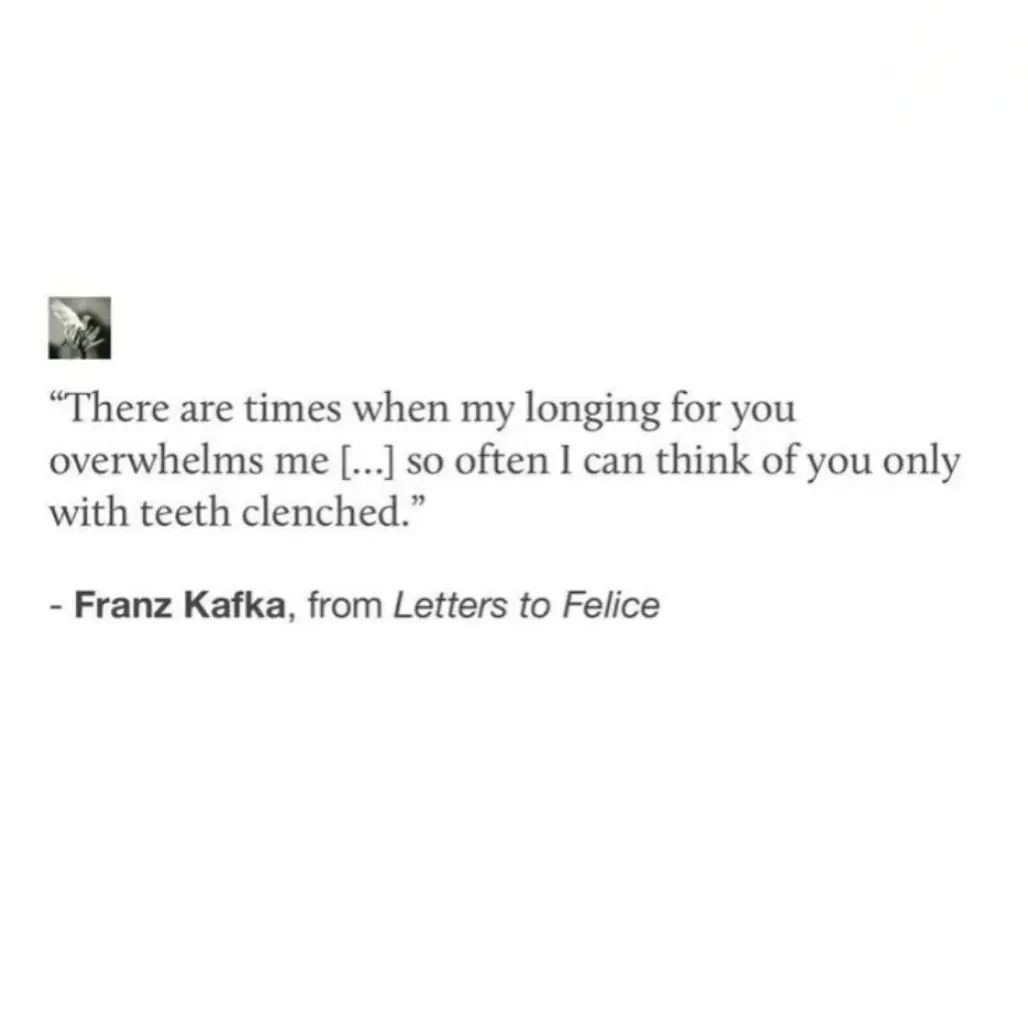 “There are times when my longing for you
overwhelms me [...] so often I can think of you only
with teeth clenched.”
- Franz Kafka, from Letters to Felice